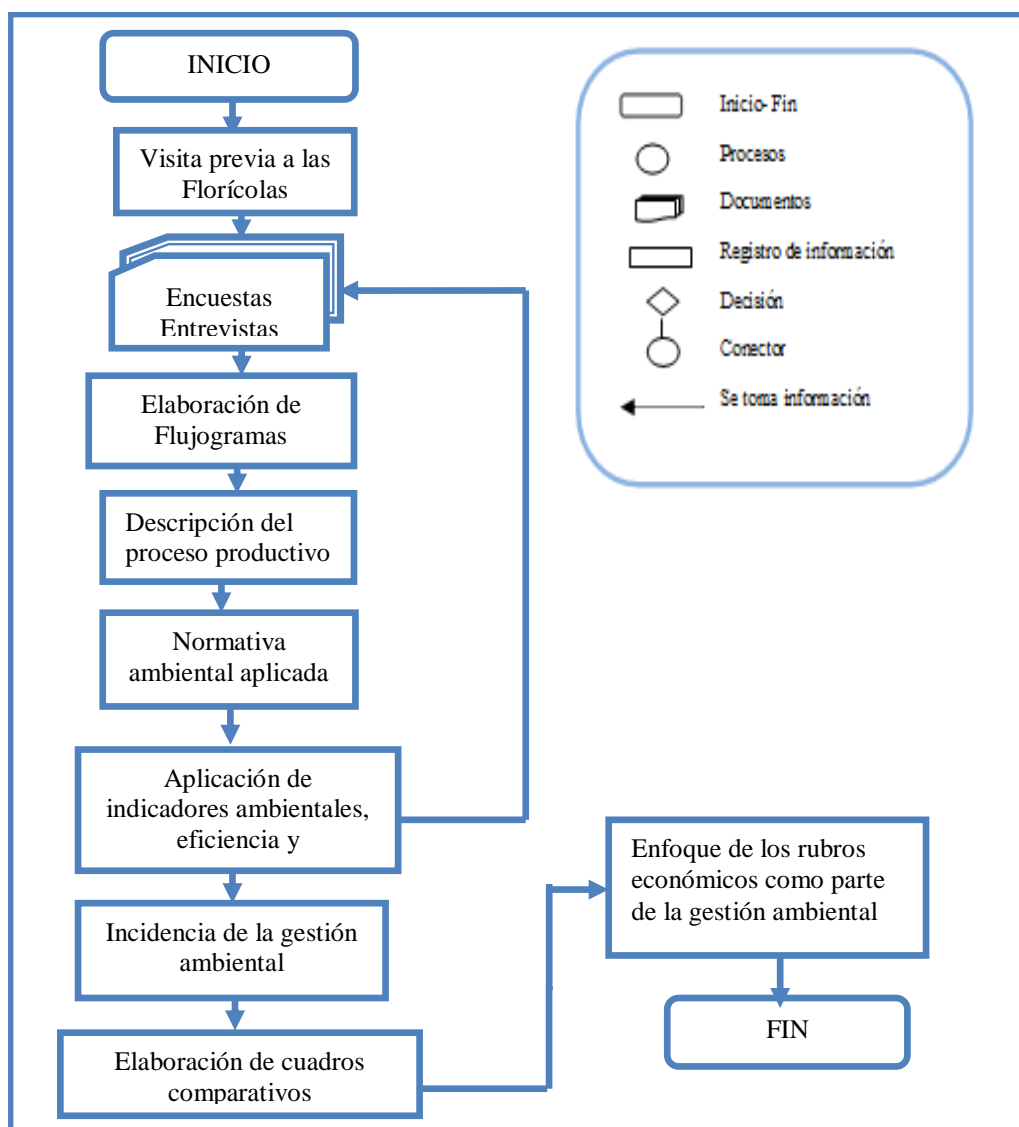 INICIO
Visita previa a las
Florícolas
Encuestas
Entrevistas
Elaboración de
Flujogramas
Descripción del
proceso productivo
Normativa
ambiental aplicada
Aplicación de
indicadores ambientales,
eficiencia y
Incidencia de la gestión
ambiental
Elaboración de cuadros
comparativos
Enfoque de los rubros
económicos como parte
de la gestión ambiental
FIN
Inicio- Fin
Procesos
Documentos
Registro de información
Decisión
Conector
Se toma información